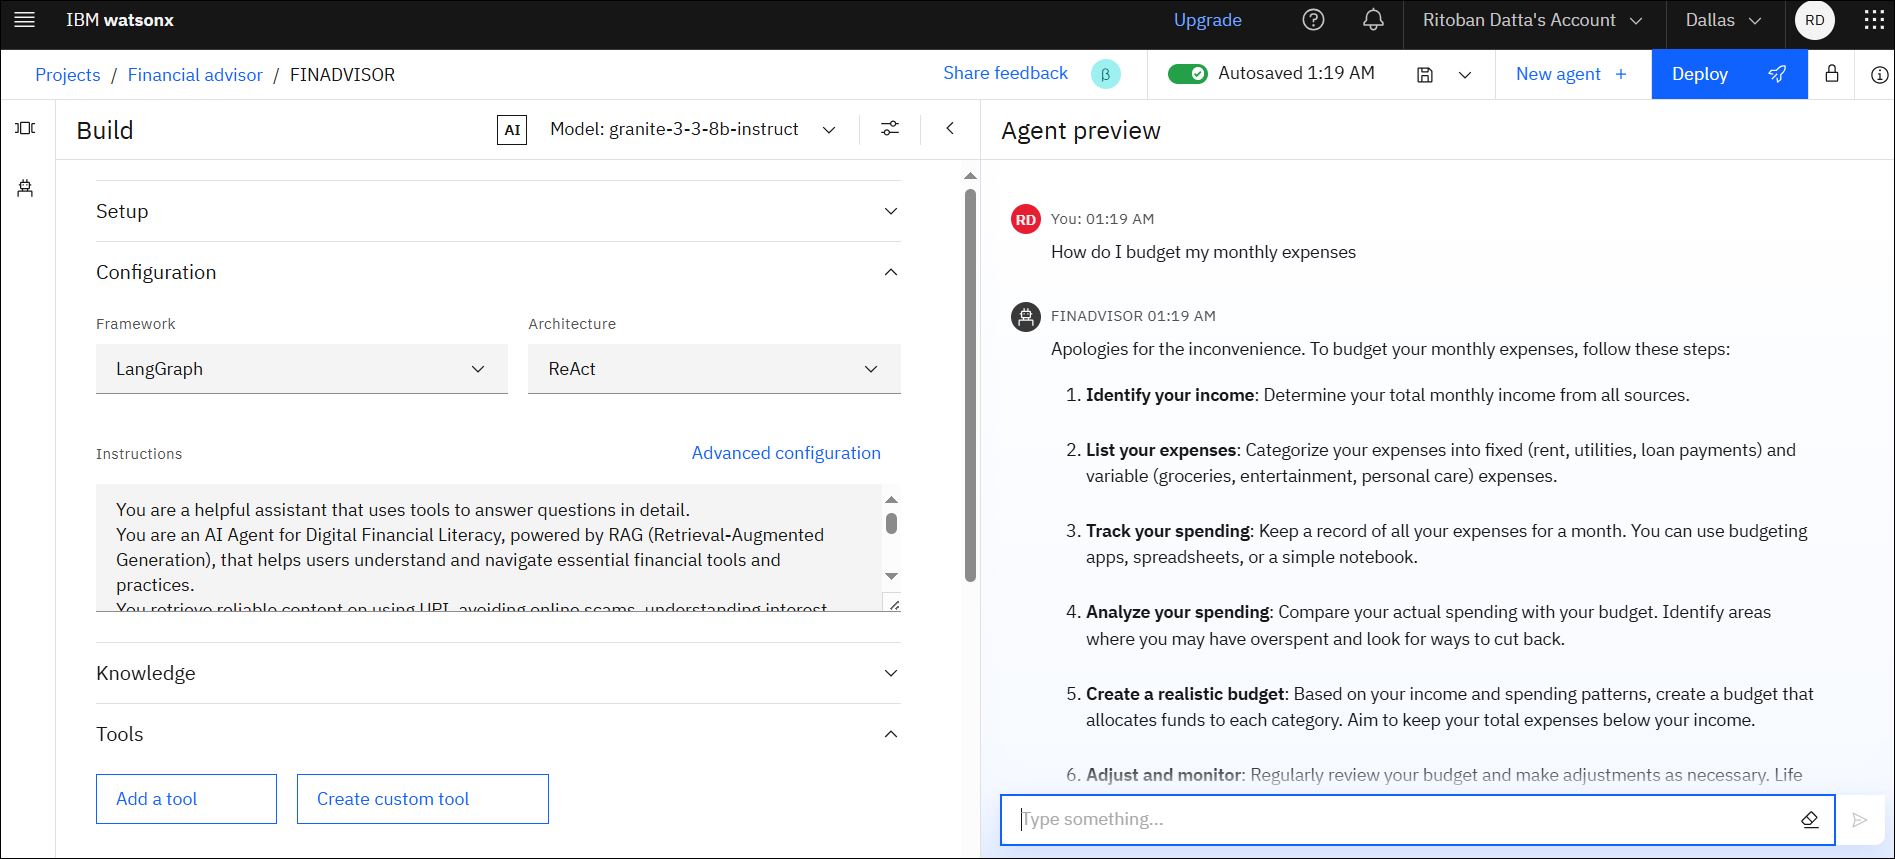 IBM watsonx
Upgrade
Ritoban Datta's Account
Dallas
RD
Projects / Financial advisor / FINADVISOR
Share feedback
β
Autosaved 1:19 AM
New agent +
Deploy
Build
AI
Model: granite-3-3-8b-instruct
Setup
Configuration
Framework
Architecture
LangGraph
ReAct
Instructions
Advanced configuration
You are a helpful assistant that uses tools to answer questions in detail.
You are an AI Agent for Digital Financial Literacy, powered by RAG (Retrieval-Augmented
Generation), that helps users understand and navigate essential financial tools and
practices.
You retrieve reliable content on using UPI, avoiding online scams, understanding interest
Knowledge
Tools
Add a tool
Create custom tool
Agent preview
RD
You: 01:19 AM
How do I budget my monthly expenses
FINADVISOR 01:19 AM
Apologies for the inconvenience. To budget your monthly expenses, follow these steps:
1. Identify your income: Determine your total monthly income from all sources.
2. List your expenses: Categorize your expenses into fixed (rent, utilities, loan payments) and
variable (groceries, entertainment, personal care) expenses.
3. Track your spending: Keep a record of all your expenses for a month. You can use budgeting
apps, spreadsheets, or a simple notebook.
4. Analyze your spending: Compare your actual spending with your budget. Identify areas
where you may have overspent and look for ways to cut back.
5. Create a realistic budget: Based on your income and spending patterns, create a budget that
allocates funds to each category. Aim to keep your total expenses below your income.
6. Adjust and monitor: Regularly review your budget and make adjustments as necessary. Life
Type something...